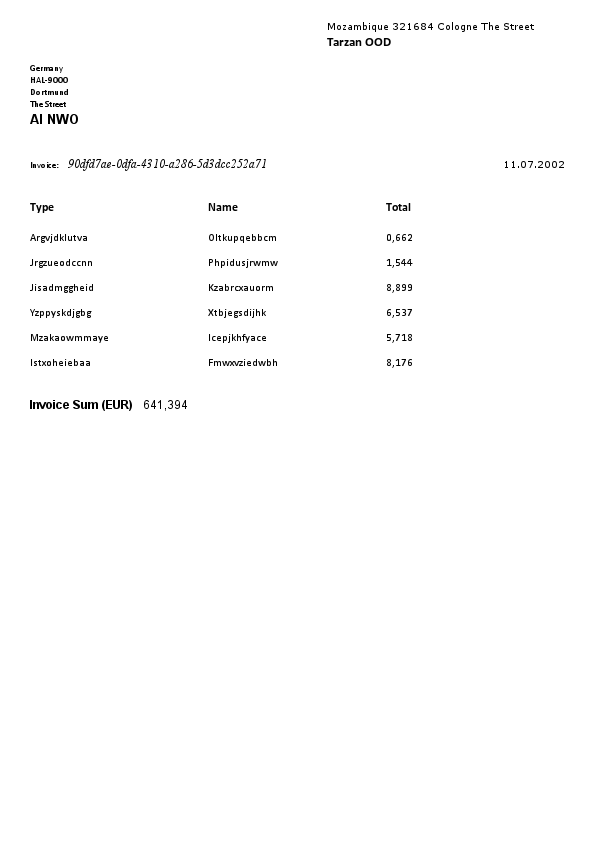 Mozambique 321684 Cologne The Street
Tarzan OOD
Germany
HAL-9000
Dortmund
The Street
AI NWO
Invoice: 90dfd7ae-0dfa-4310-a286-5d3dcc252a71 11.07.2002
Type Name Total
Argvjdklutva Oltkupqebbcm 0,662
Jrgzueodccnn Phpidusjrwmw 1,544
Jisadmggheid Kzabrcxauorm 8,899
Yzppyskdjgbg Xtbjegsdijhk 6,537
Mzakaowmmaye Icepjkhfyace 5,718
Istxoheiebaa Fmwxvziedwbh 8,176
Invoice Sum (EUR) 641,394